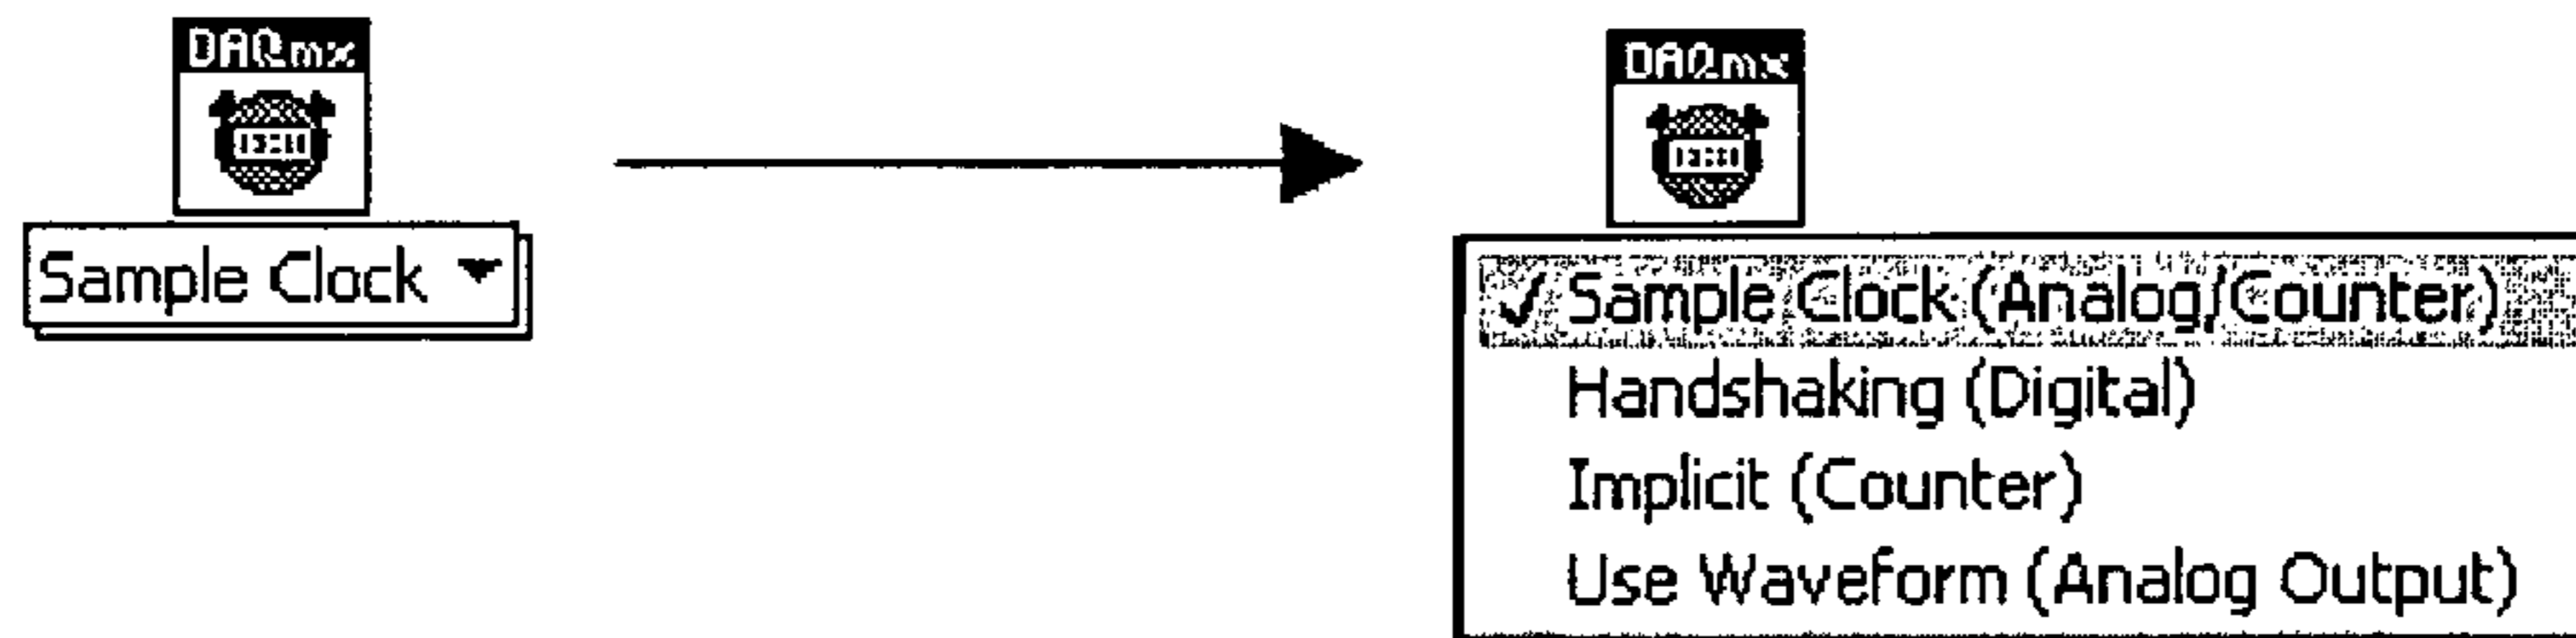 DAQmx
Sample Clock
DAQmx
Sample Clock (Analog/Counter)
Handshaking (Digital)
Implicit (Counter)
Use Waveform (Analog Output)